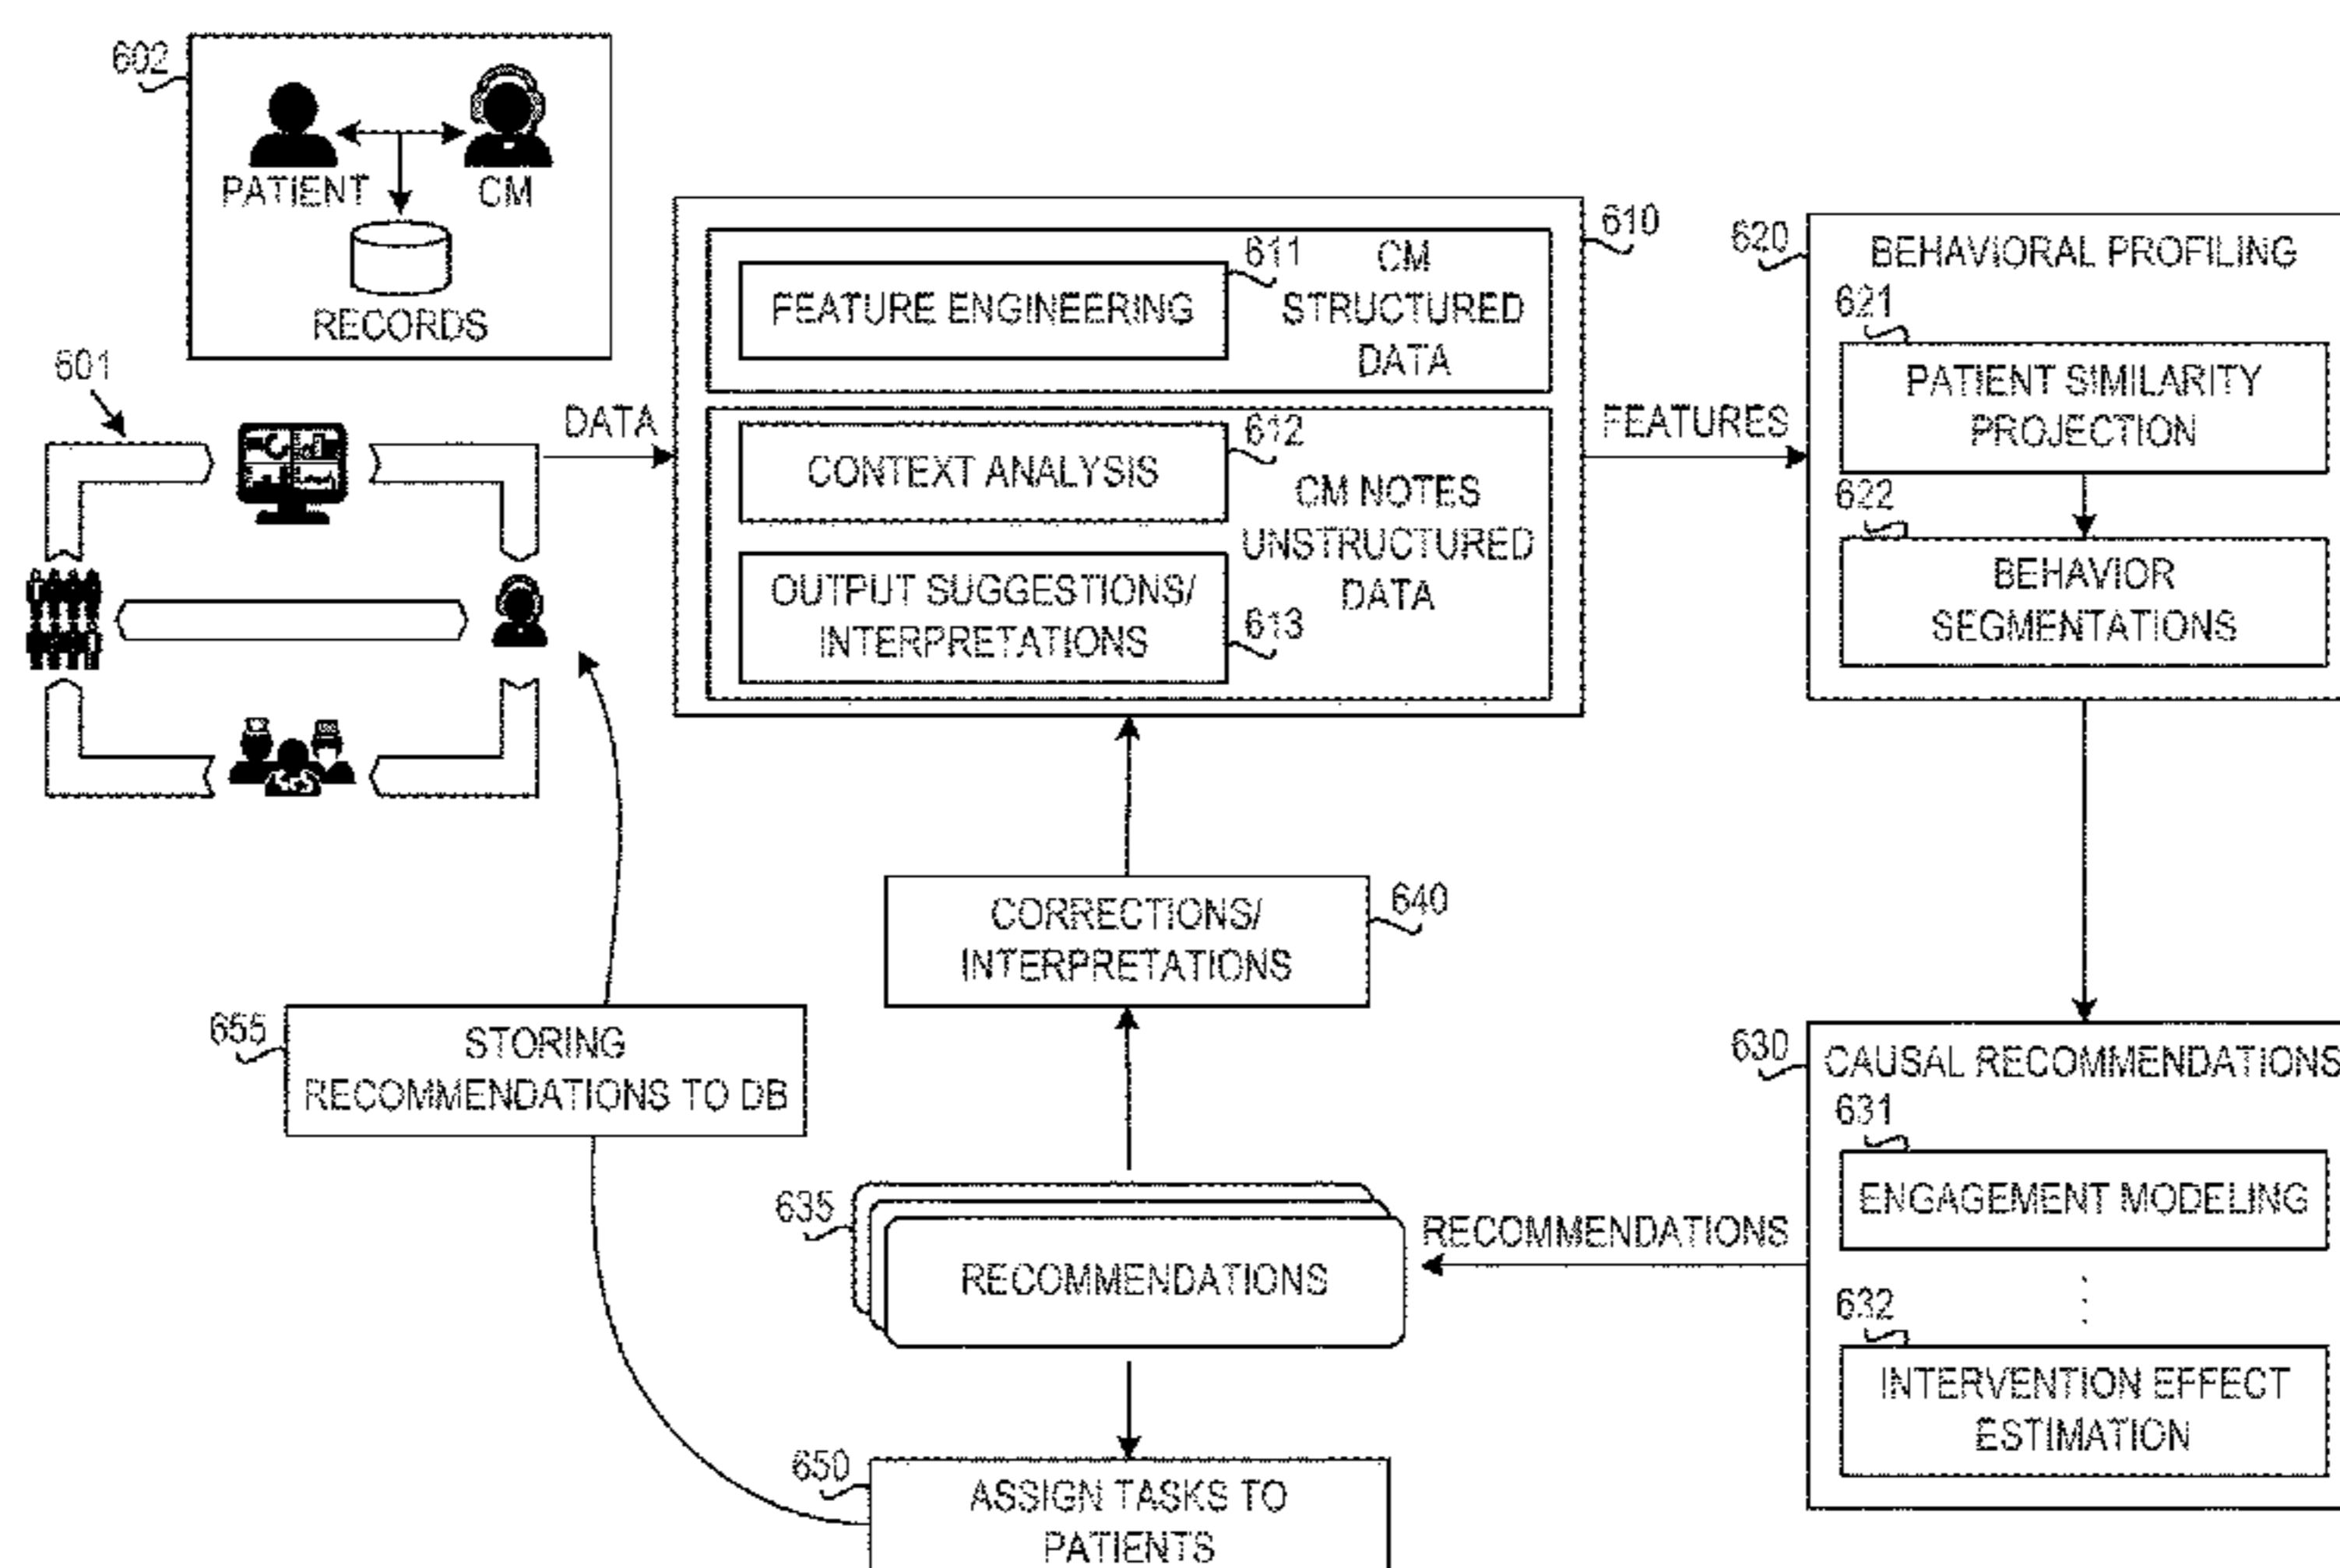 602
PATIENT
CM
RECORDS
601
DATA
610
611
FEATURE ENGINEERING
CM
STRUCTURED
DATA
612
CONTEXT ANALYSIS
CM NOTES
UNSTRUCTURED
DATA
OUTPUT SUGGESTIONS/
INTERPRETATIONS
613
FEATURES
620
BEHAVIORAL PROFILING
621
PATIENT SIMILARITY
PROJECTION
622
BEHAVIOR
SEGMENTATIONS
CORRECTIONS/
INTERPRETATIONS
640
655
STORING
RECOMMENDATIONS TO DB
630
CAUSAL RECOMMENDATIONS
631
ENGAGEMENT MODELING
632
INTERVENTION EFFECT
ESTIMATION
RECOMMENDATIONS
635
RECOMMENDATIONS
650
ASSIGN TASKS TO
PATIENTS